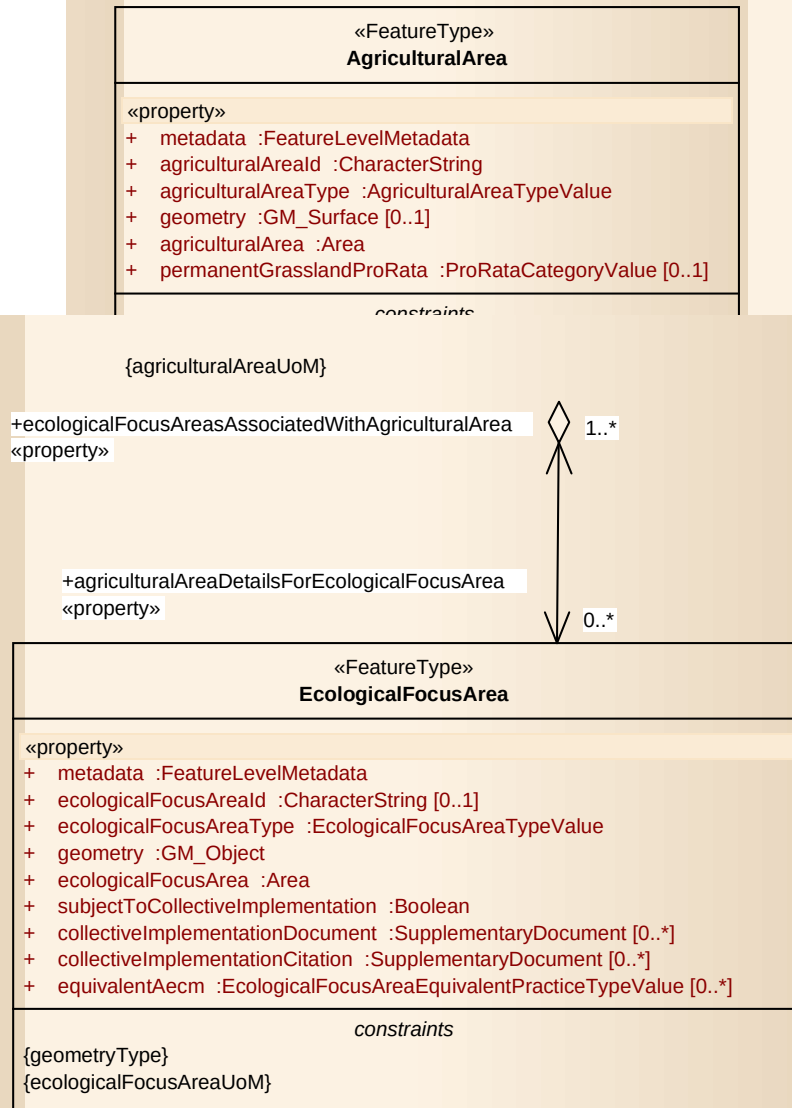 «FeatureType»
AgriculturalArea
«property»
+ metadata :FeatureLevelMetadata
+ agriculturalAreaId :CharacterString
+ agriculturalAreaType :AgriculturalAreaTypeValue
+ geometry :GM_Surface [0..1]
+ agriculturalArea :Area
+ permanentGrasslandProRata :ProRataCategoryValue [0..1]
constraints
{agriculturalAreaUoM}
+ecologicalFocusAreasAssociatedWithAgriculturalArea
1..*
«property»
+agriculturalAreaDetailsForEcologicalFocusArea
«property»
0..*
«FeatureType»
EcologicalFocusArea
«property»
+ metadata :FeatureLevelMetadata
+ ecologicalFocusAreaId :CharacterString [0..1]
+ ecologicalFocusAreaType :EcologicalFocusAreaTypeValue
+ geometry :GM_Object
+ ecologicalFocusArea :Area
+ subjectToCollectiveImplementation :Boolean
+ collectiveImplementationDocument :SupplementaryDocument [0..*]
+ collectiveImplementationCitation :SupplementaryDocument [0..*]
+ equivalentAecm :EcologicalFocusAreaEquivalentPracticeTypeValue [0..*]
constraints
{geometryType}
{ecologicalFocusAreaUoM}